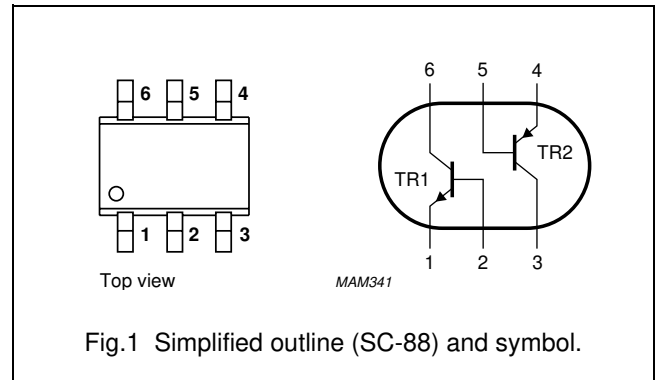 6 5 4
1 2 3
Top view
6 5 4
TR1
TR2
1 2 3
MAM341
Fig.1 Simplified outline (SC-88) and symbol.